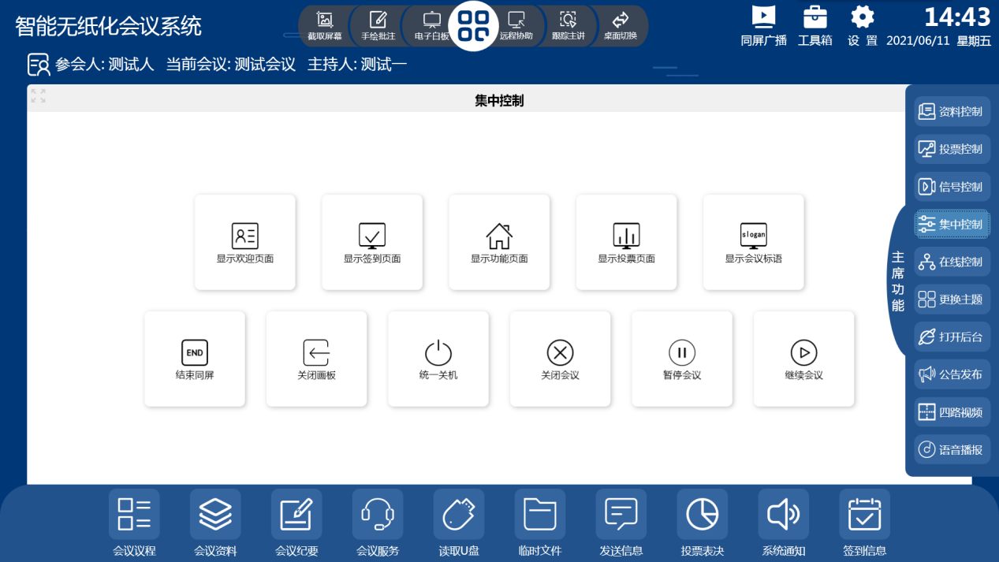 智能无纸化会议系统
截取屏幕
手绘批注
电子白板
远程协助
跟踪主讲
桌面切换
同屏广播
工具箱
设 置
14:43
2021/06/11 星期五
参会人: 测试人 当前会议: 测试会议 主持人: 测试一
集中控制
显示欢迎页面
显示签到页面
显示功能页面
显示投票页面
slogan
显示会议标语
END
结束同屏
关闭画板
统一关机
关闭会议
暂停会议
继续会议
主席功能
资料控制
投票控制
信号控制
集中控制
在线控制
更换主题
打开后台
公告发布
四路视频
语音播报
会议议程
会议资料
会议纪要
会议服务
读取U盘
临时文件
发送信息
投票表决
系统通知
签到信息